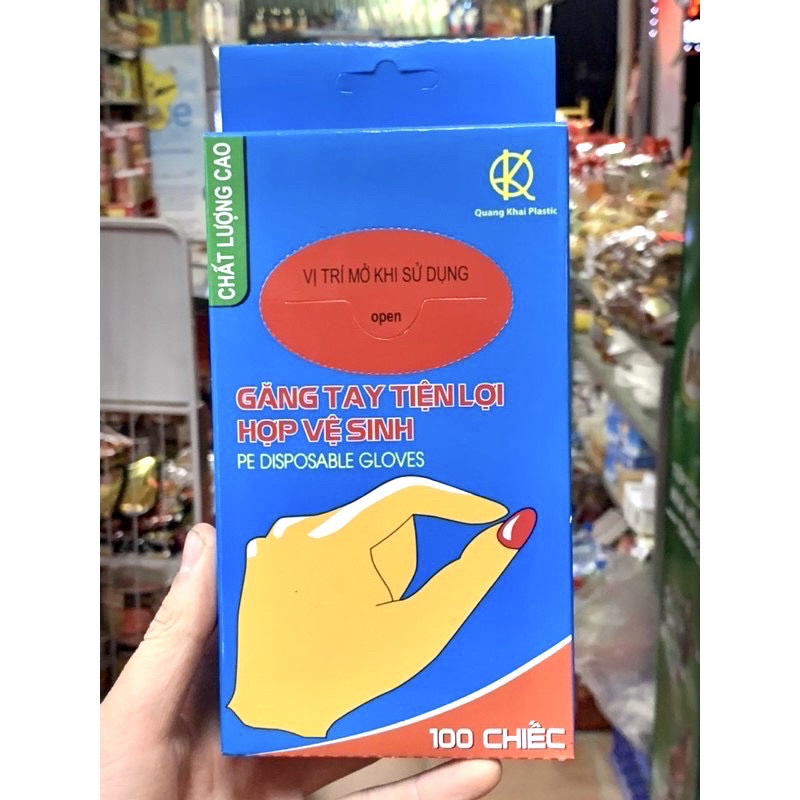 CHẤT LƯỢNG CAO
Quang Khai Plastic
VỊ TRÍ MỞ KHI SỬ DỤNG
open
GĂNG TAY TIỆN LỢI
HỢP VỆ SINH
PE DISPOSABLE GLOVES
100 CHIẾC